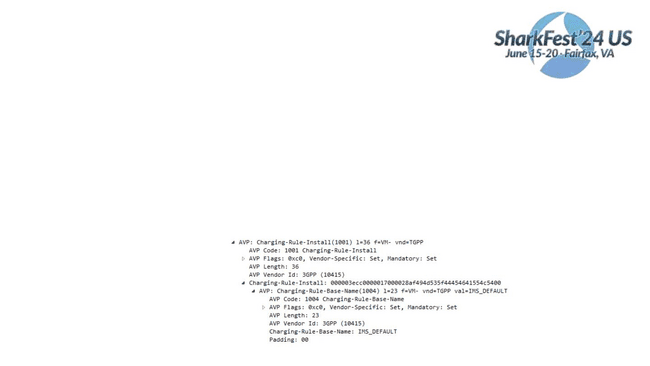 SharkFest'24 US
June 15-20 · Fairfax, VA
AVP: Charging-Rule-Install(1001) l=36 f=VM- vnd=TGPP
AVP Code: 1001 Charging-Rule-Install
AVP Flags: 0xc0, Vendor-Specific: Set, Mandatory: Set
AVP Length: 36
AVP Vendor Id: 3GPP (10415)
Charging-Rule-Install: 000003ecc0000017000028af494d535f44454641554c5400
AVP: Charging-Rule-Base-Name(1004) l=23 f=VM- vnd=TGPP val=IMS_DEFAULT
AVP Code: 1004 Charging-Rule-Base-Name
AVP Flags: 0xc0, Vendor-Specific: Set, Mandatory: Set
AVP Length: 23
AVP Vendor Id: 3GPP (10415)
Charging-Rule-Base-Name: IMS_DEFAULT
Padding: 00